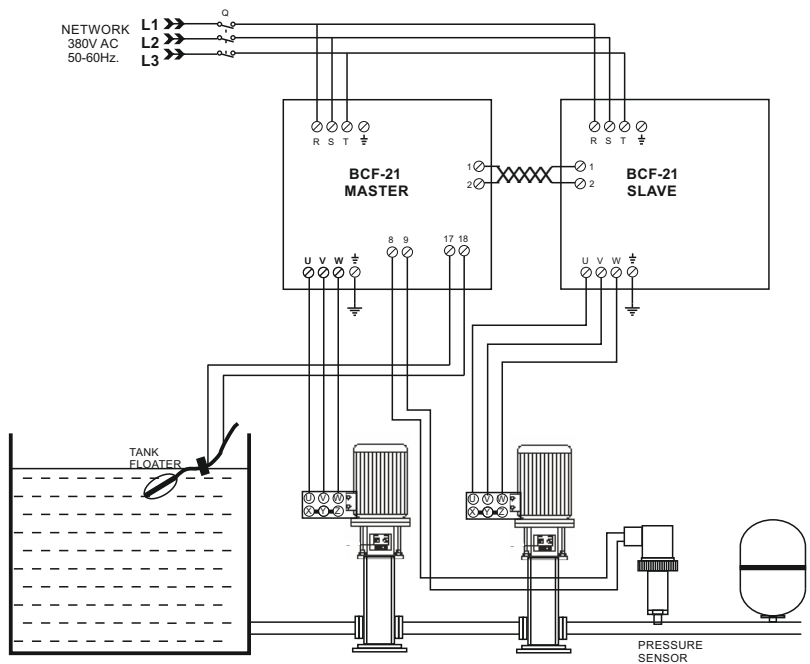 Q
NETWORK
380V AC
50-60Hz.
L1
L2
L3
R S T
R S T
BCF-21
MASTER
1
2
1
2
BCF-21
SLAVE
U V W
8 9
17 18
U V W
TANK
FLOATER
U V W
X Y Z
U V W
X Y Z
PRESSURE
SENSOR